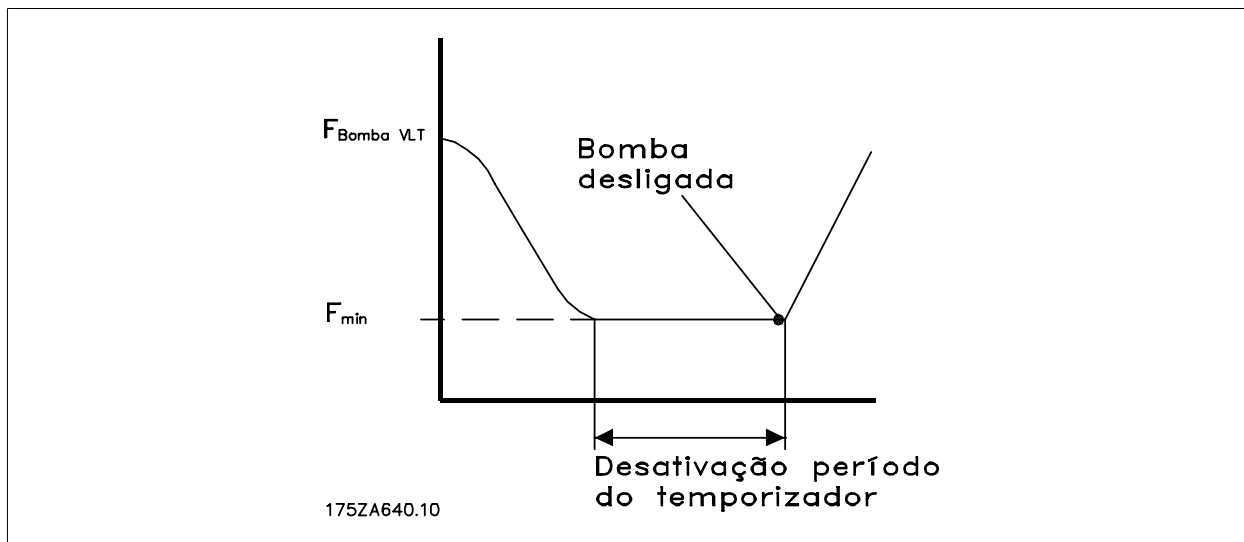 F Bomba VLT
Bomba
desligada
F min
Desativação período
do temporizador
175ZA640.10